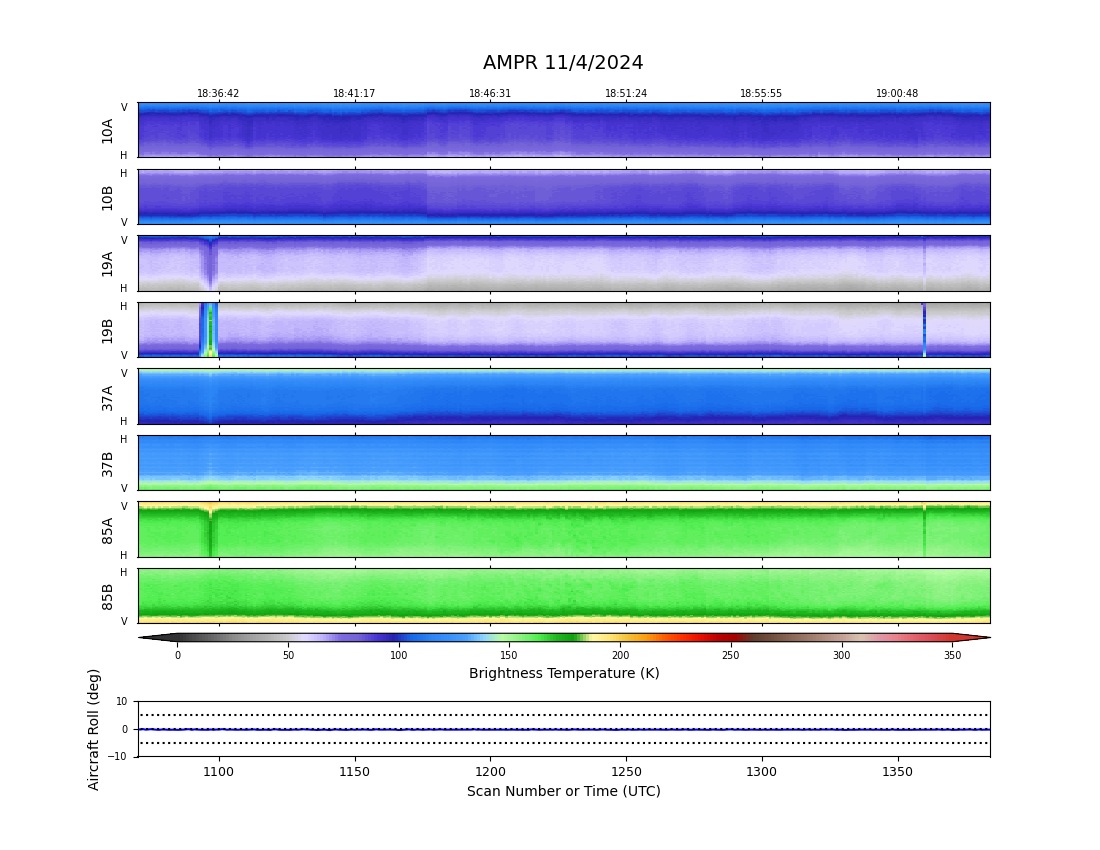 AMPR 11/4/2024
18:36:42 18:41:17 18:46:31 18:51:24 18:55:55 19:00:48
V
10A
H
H
10B
V
V
19A
H
H
19B
V
V
37A
H
H
37B
V
V
85A
H
H
85B
V
0 50 100 150 200 250 300 350
Brightness Temperature (K)
10
0
−10
Aircraft Roll (deg)
1100 1150 1200 1250 1300 1350
Scan Number or Time (UTC)